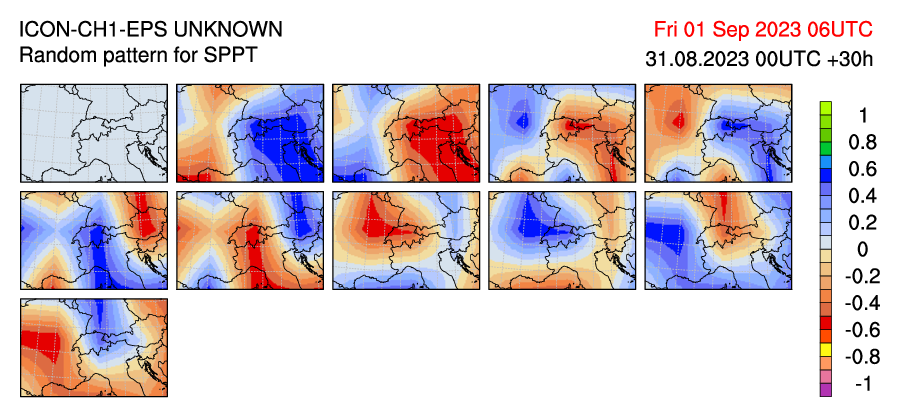 ICON-CH1-EPS UNKNOWN
Fri 01 Sep 2023 06UTC
Random pattern for SPPT
31.08.2023 00UTC +30h
1
0.8
0.6
0.4
0.2
0
-0.2
-0.4
-0.6
-0.8
-1